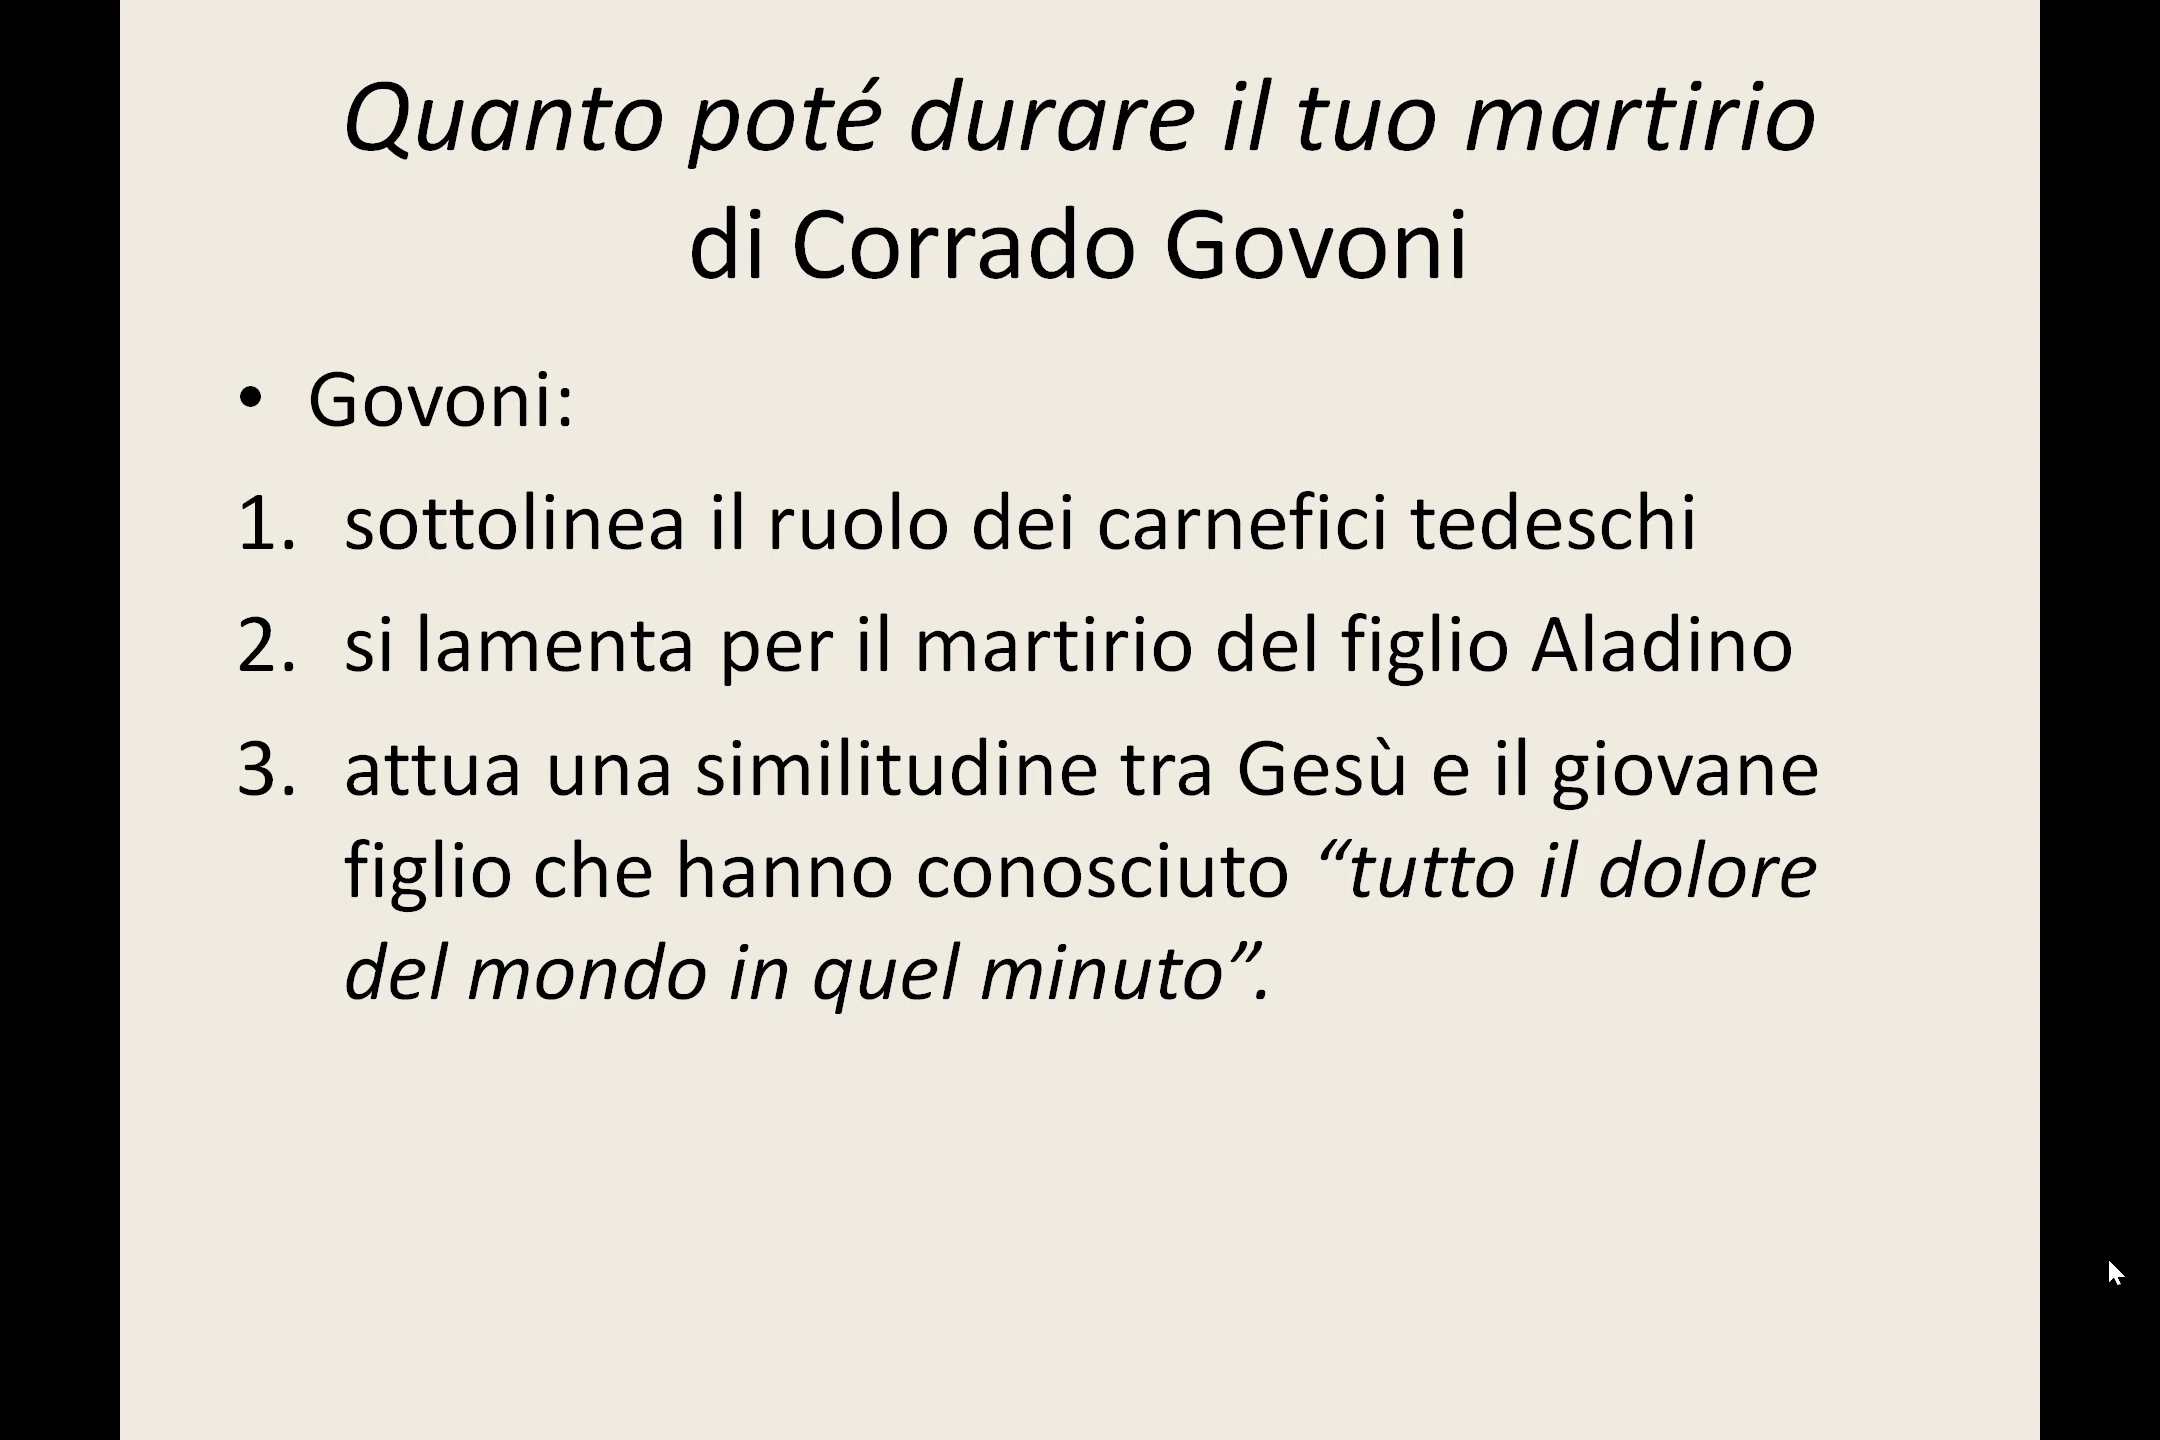 Quanto poté durare il tuo martirio
di Corrado Govoni
• Govoni:
1. sottolinea il ruolo dei carnefici tedeschi
2. si lamenta per il martirio del figlio Aladino
3. attua una similitudine tra Gesù e il giovane
figlio che hanno conosciuto “tutto il dolore
del mondo in quel minuto”.